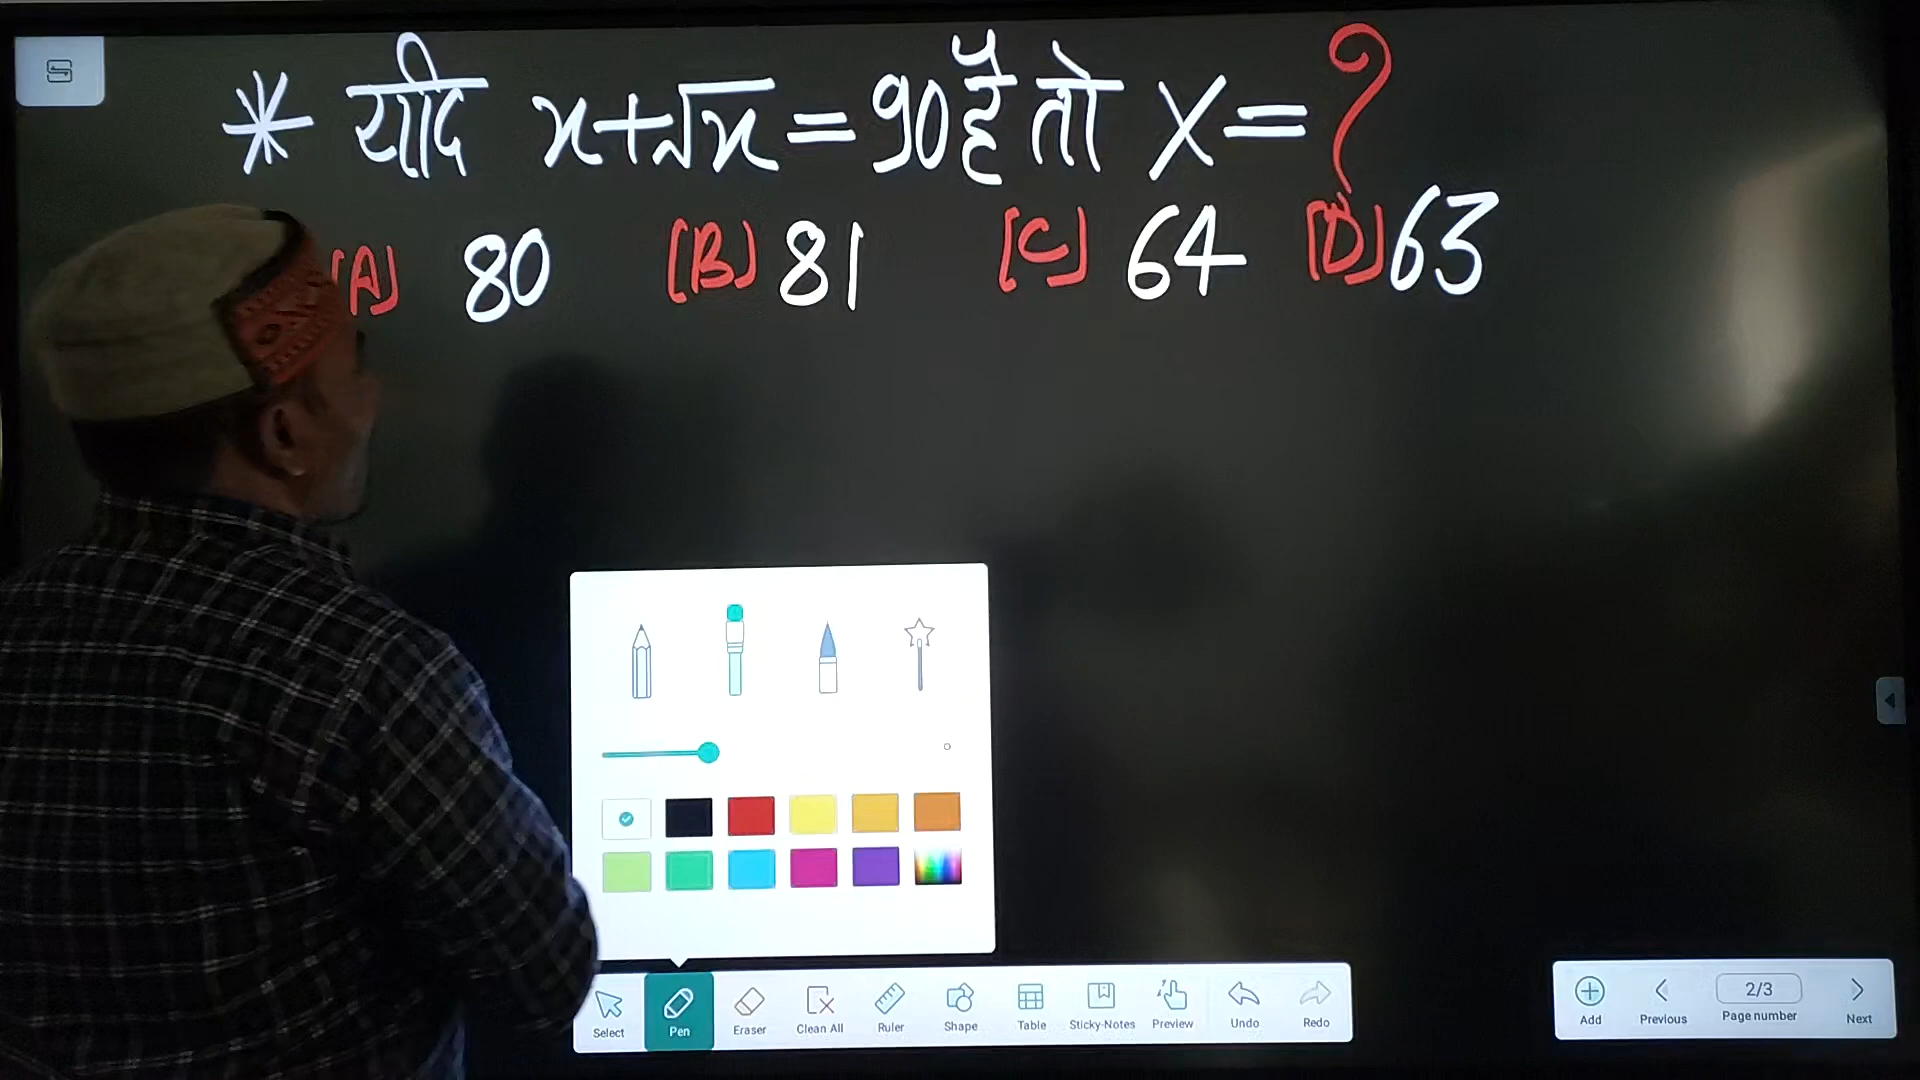 * यदि x+√x=90 है तो X=?
[A] 80 [B] 81 [C] 64 [D] 63
Select Pen Eraser Clean All Ruler Shape Table Sticky-Notes Preview Undo Redo
Add Previous 2/3 Page number Next